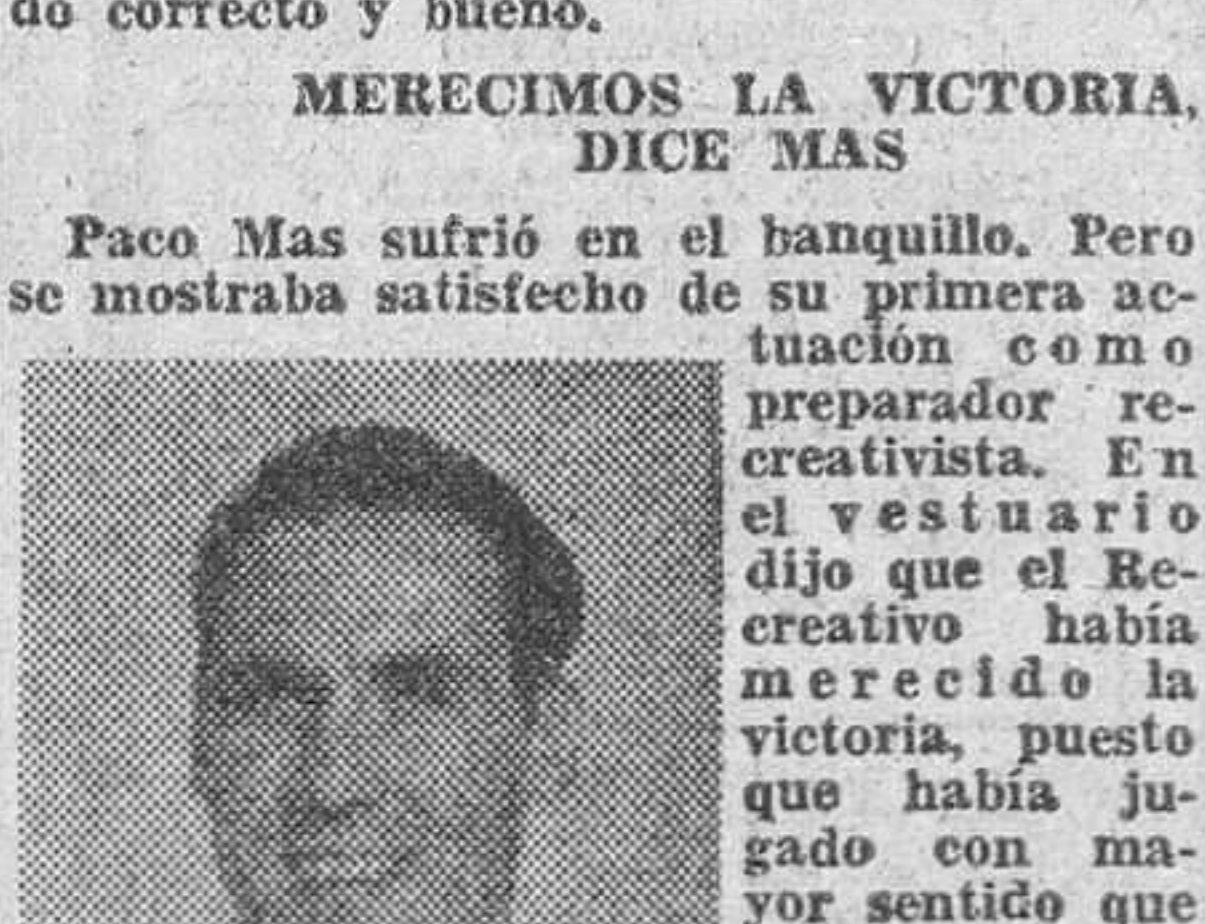 do correcto y bueno.
MERECIMOS LA VICTORIA,
DICE MAS
Paco Mas sufrió en el banquillo. Pero
se mostraba satisfecho de su primera ac-
tuación como
preparador re-
creativista. En
el vestuario
dijo que el Re-
creativo había
merecido la
victoria, puesto
que había ju-
gado con ma-
yor sentido que